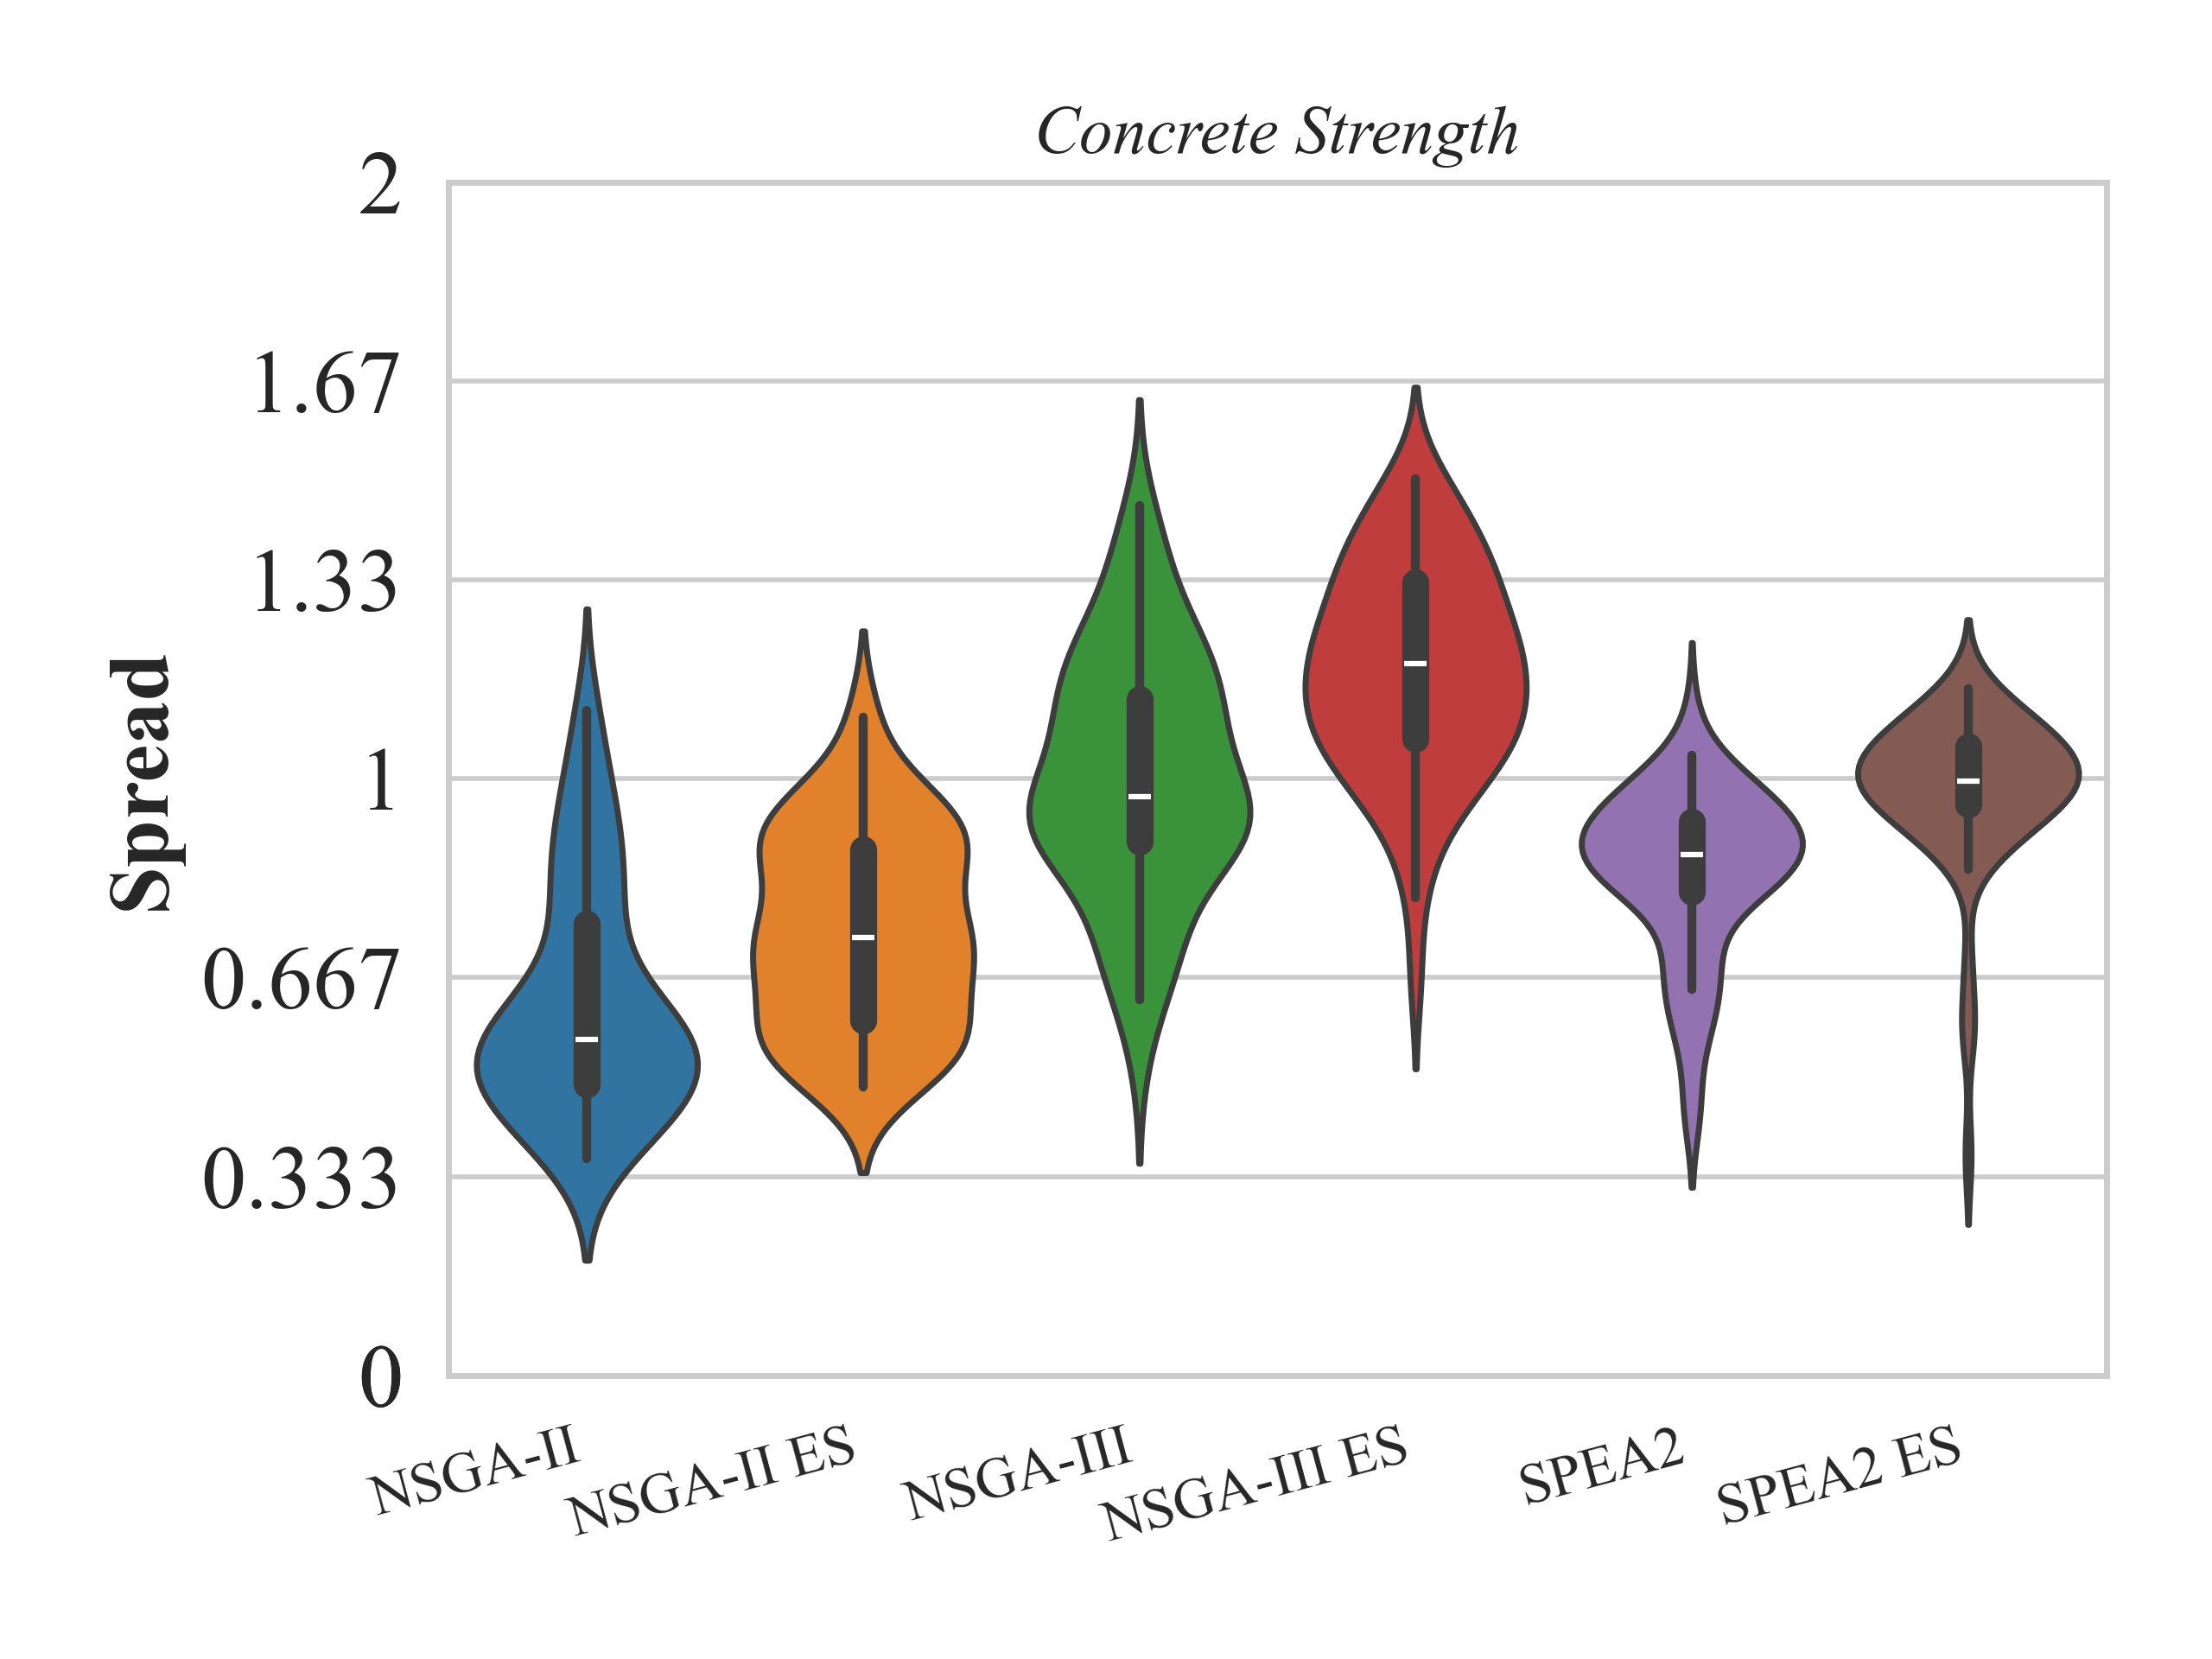 Concrete Strength
2
1.67
1.33
1
0.667
0.333
0
Spread
NSGA-II
NSGA-II ES
NSGA-III
NSGA-III ES
SPEA2
SPEA2 ES